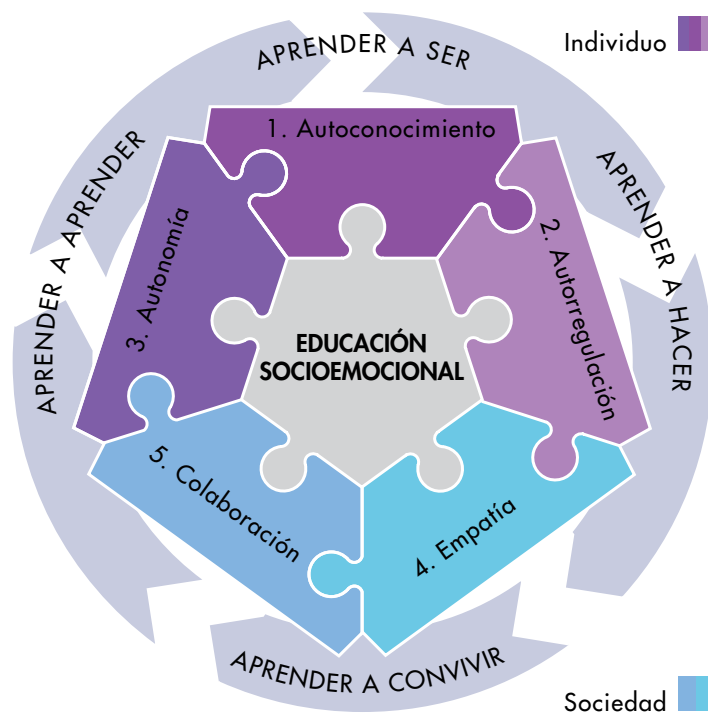 Individuo
APRENDER A SER
1. Autoconocimiento
APRENDER A HACER
2. Autorregulación
APRENDER A APRENDER
3. Autonomía
EDUCACIÓN
SOCIOEMOCIONAL
5. Colaboración
4. Empatía
APRENDER A CONVIVIR
Sociedad